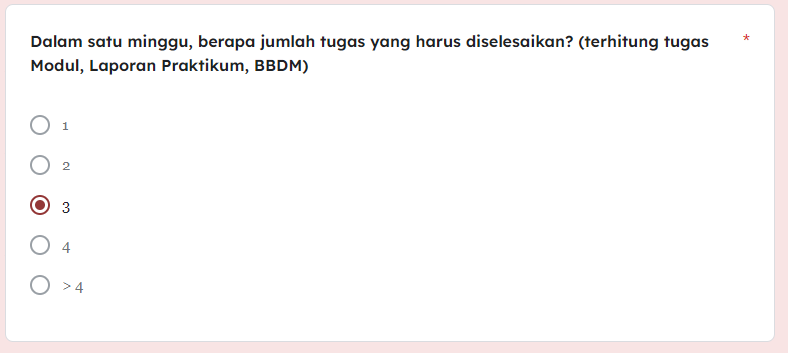 Dalam satu minggu, berapa jumlah tugas yang harus diselesaikan? (terhitung tugas *
Modul, Laporan Praktikum, BBDM)
1
2
3
4
> 4